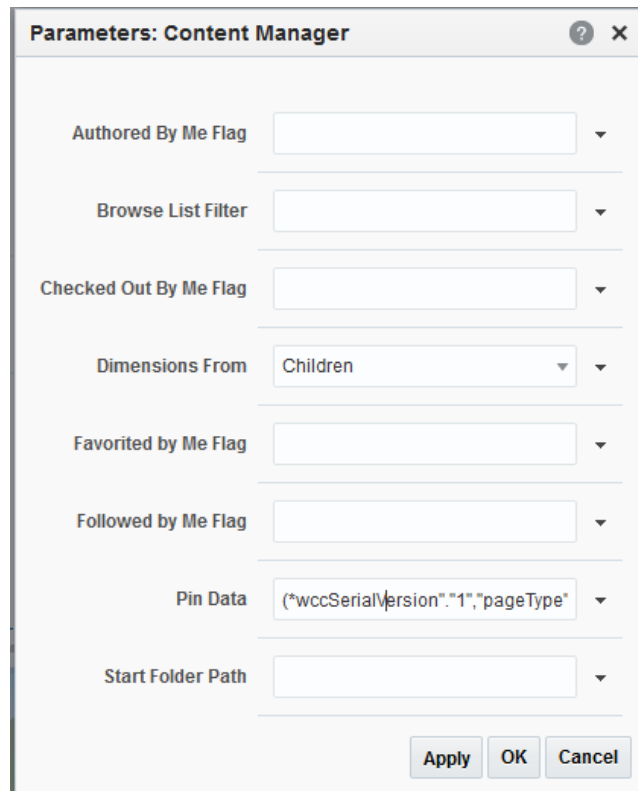 Parameters: Content Manager
Authored By Me Flag
Browse List Filter
Checked Out By Me Flag
Dimensions From Children
Favorited by Me Flag
Followed by Me Flag
Pin Data (*wccSerialVersion"."1","pageType"
Start Folder Path
Apply OK Cancel